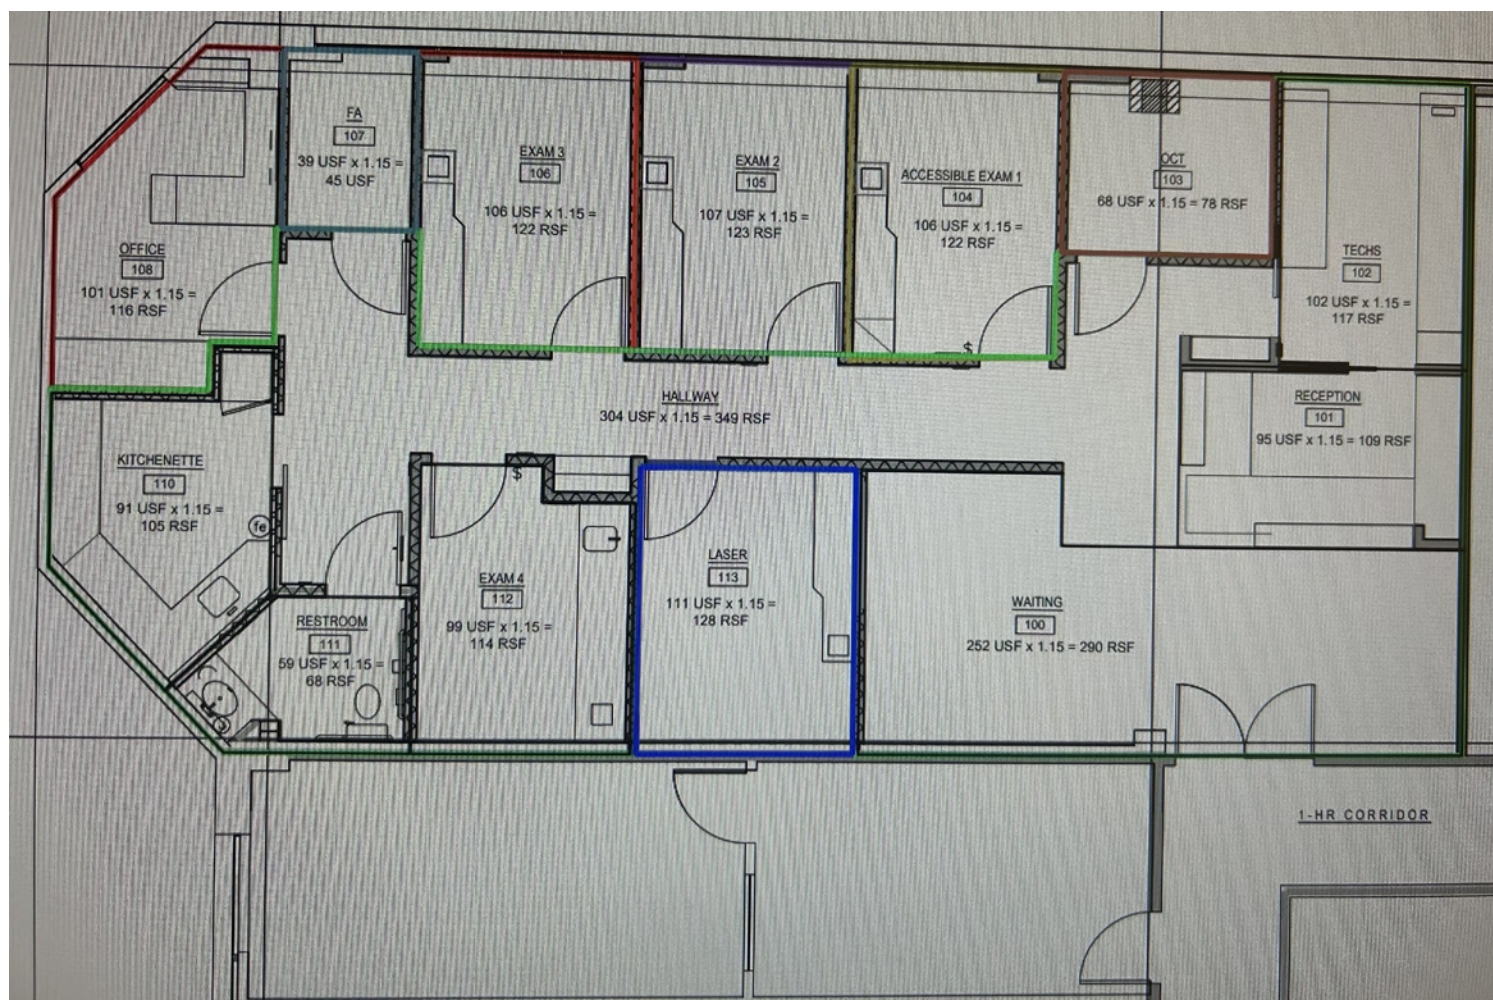 FA
107
39 USF x 1.15 =
45 USF
EXAM 3
106
106 USF x 1.15 =
122 RSF
EXAM 2
105
107 USF x 1.15 =
123 RSF
ACCESSIBLE EXAM 1
104
106 USF x 1.15 =
122 RSF
OCT
103
68 USF x 1.15 = 78 RSF
TECHS
102
102 USF x 1.15 =
117 RSF
OFFICE
108
101 USF x 1.15 =
116 RSF
$
HALLWAY
304 USF x 1.15 = 349 RSF
RECEPTION
101
95 USF x 1.15 = 109 RSF
KITCHENETTE
110
91 USF x 1.15 =
105 RSF
fe
$
EXAM 4
112
99 USF x 1.15 =
114 RSF
LASER
113
111 USF x 1.15 =
128 RSF
WAITING
100
252 USF x 1.15 = 290 RSF
RESTROOM
111
59 USF x 1.15 =
68 RSF
1-HR CORRIDOR